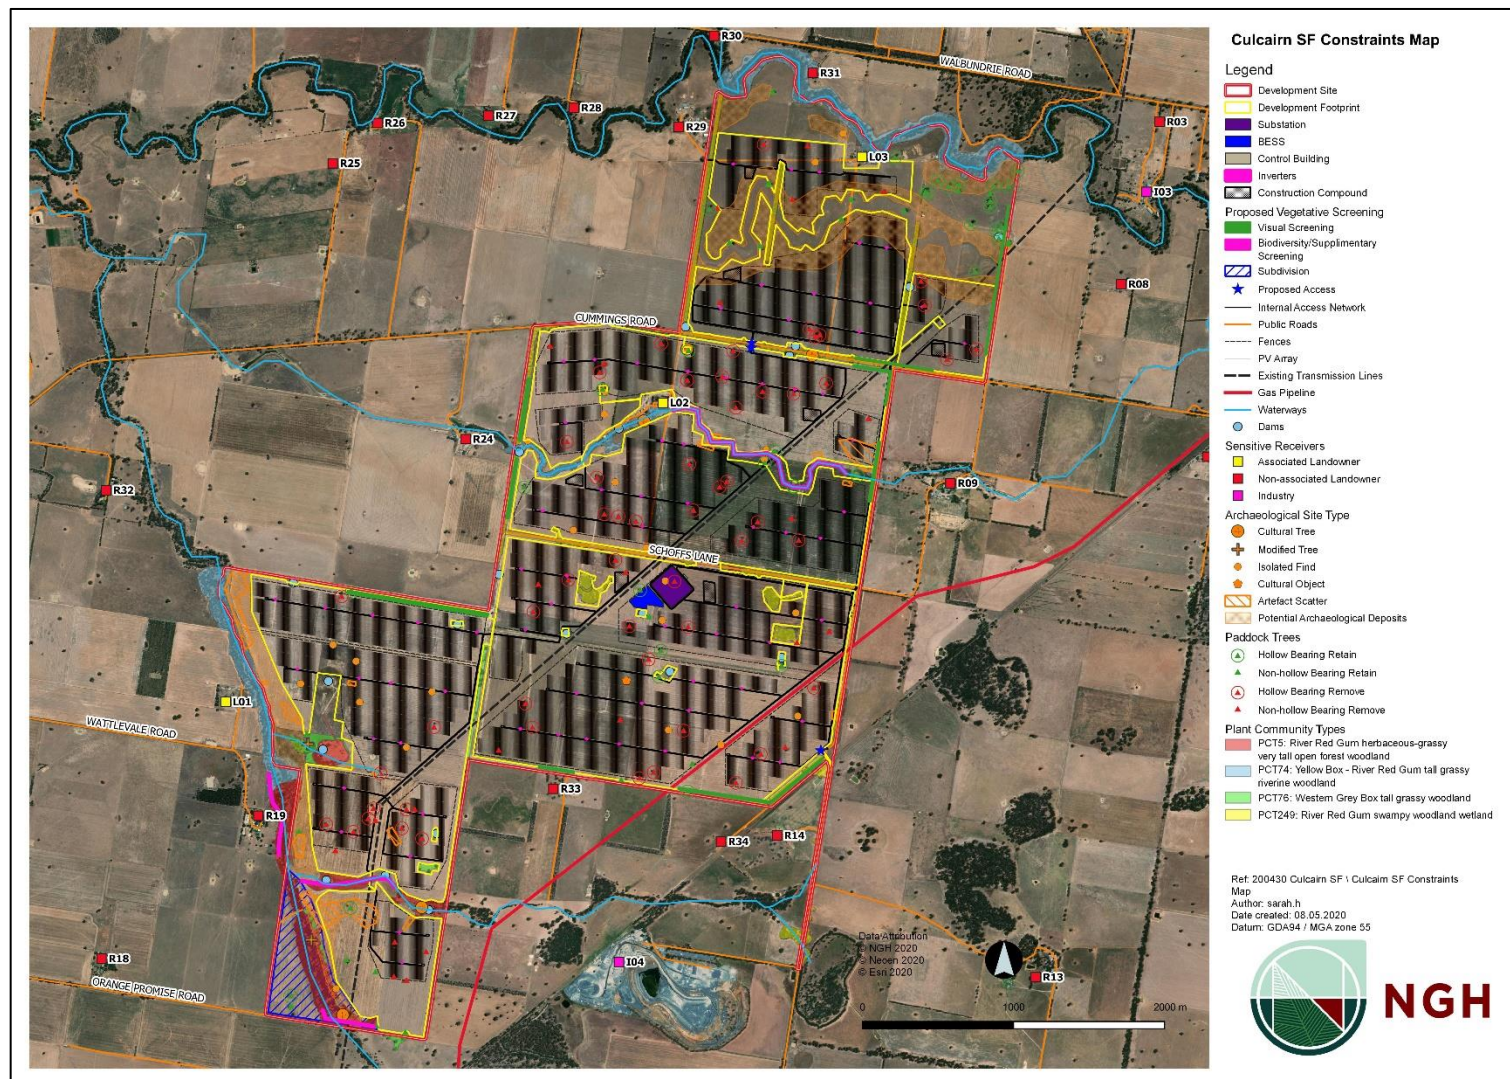 Culcairn SF Constraints Map
Legend
Development Site
Development Footprint
Substation
BESS
Control Building
Inverters
Construction Compound
Proposed Vegetative Screening
Visual Screening
Biodiversity/Supplimentary
Screening
Subdivision
Proposed Access
Internal Access Network
Public Roads
Fences
PV Array
Existing Transmission Lines
Gas Pipeline
Waterways
Dams
Sensitive Receivers
Associated Landowner
Non-associated Landowner
Industry
Archaeological Site Type
Cultural Tree
Modified Tree
Isolated Find
Cultural Object
Artefact Scatter
Potential Archaeological Deposits
Paddock Trees
Hollow Bearing Retain
Non-hollow Bearing Retain
Hollow Bearing Remove
Non-hollow Bearing Remove
Plant Community Types
PCT5: River Red Gum herbaceous-grassy
very tall open forest woodland
PCT74: Yellow Box - River Red Gum tall grassy
riverine woodland
PCT76: Western Grey Box tall grassy woodland
PCT249: River Red Gum swampy woodland wetland
Ref: 200430 Culcairn SF \ Culcairn SF Constraints
Map
Author: sarah.h
Date created: 08.05.2020
Datum: GDA94 / MGA zone 55
NGH
R30
WALBUNDRIE ROAD
R31
R28
R27
R26
R29
R03
R25
L03
I03
R08
CUMMINGS ROAD
L02
R24
R32
R09
SCHOFFS LANE
L01
WATTLEVALE ROAD
R33
R19
R34
R14
R18
I04
R13
ORANGE PROMISE ROAD
Data Attribution
© NGH 2020
© Neoen 2020
© Esri 2020
0
1000
2000 m